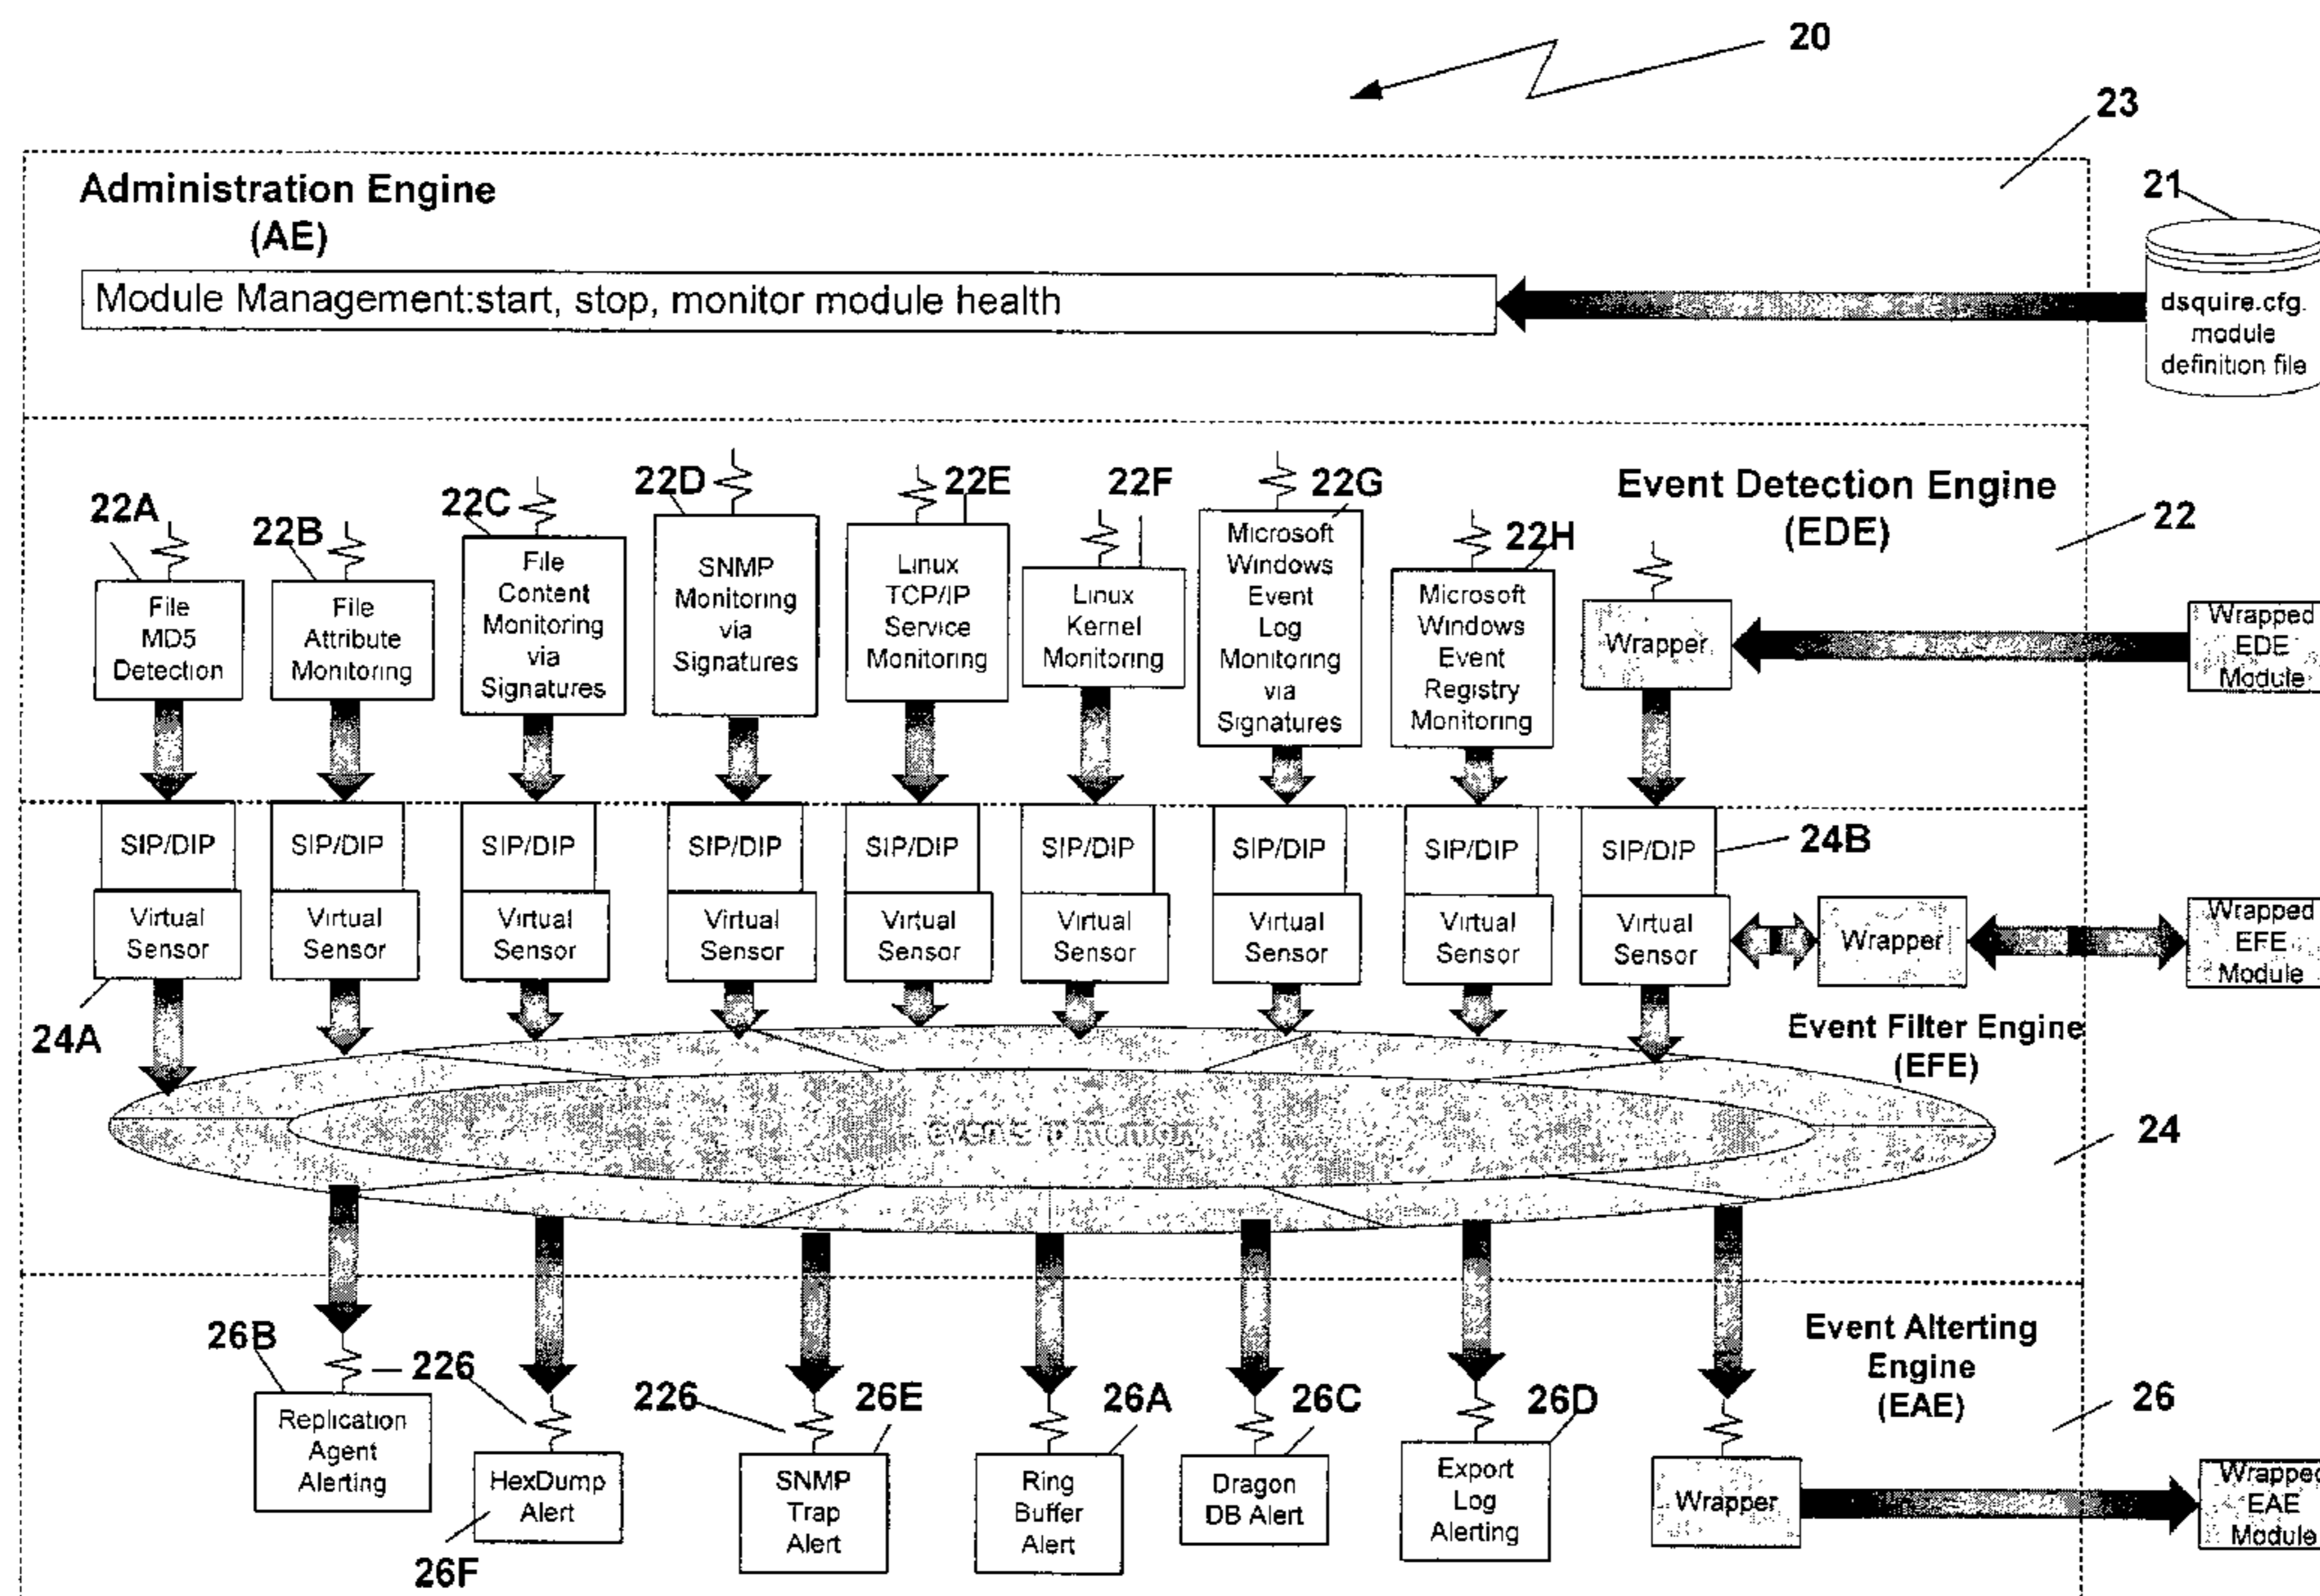 20
23
Administration Engine
(AE)
21
Module Management:start, stop, monitor module health
dsquire.cfg.
module
definition file
22A
22B
22C
22D
22E
22F
22G
22H
Event Detection Engine
(EDE)
22
File
MD5
Detection
File
Attribute
Monitoring
File
Content
Monitoring
via
Signatures
SNMP
Monitoring
via
Signatures
Linux
TCP/IP
Service
Monitoring
Linux
Kernel
Monitoring
Microsoft
Windows
Event
Log
Monitoring
via
Signatures
Microsoft
Windows
Event
Registry
Monitoring
Wrapper
Wrapped
EDE
Module
SIP/DIP
SIP/DIP
SIP/DIP
SIP/DIP
SIP/DIP
SIP/DIP
SIP/DIP
SIP/DIP
SIP/DIP
24B
Virtual
Sensor
Virtual
Sensor
Virtual
Sensor
Virtual
Sensor
Virtual
Sensor
Virtual
Sensor
Virtual
Sensor
Virtual
Sensor
Virtual
Sensor
Wrapper
Wrapped
EFE
Module
24A
Event Filter Engine
(EFE)
24
26B
226
226
26E
26A
26C
26D
Event Alterting
Engine
(EAE)
26
Replication
Agent
Alerting
HexDump
Alert
26F
SNMP
Trap
Alert
Ring
Buffer
Alert
Dragon
DB Alert
Export
Log
Alerting
Wrapper
Wrapped
EAE
Module